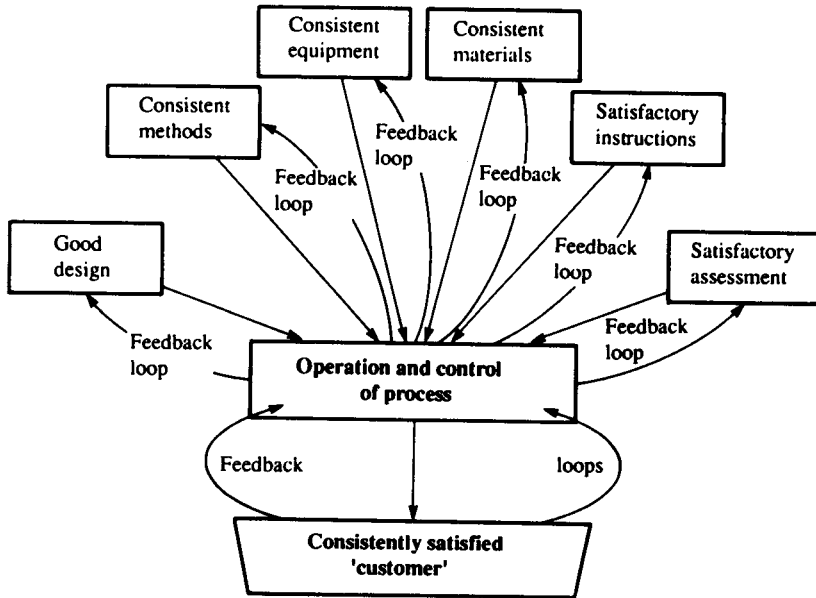 Consistent
equipment
Consistent
materials
Consistent
methods
Satisfactory
instructions
Feedback
loop
Feedback
loop
Feedback
loop
Good
design
Feedback
loop
Satisfactory
assessment
Feedback
loop
Feedback
loop
Operation and control
of process
Feedback
loops
Consistently satisfied
'customer'